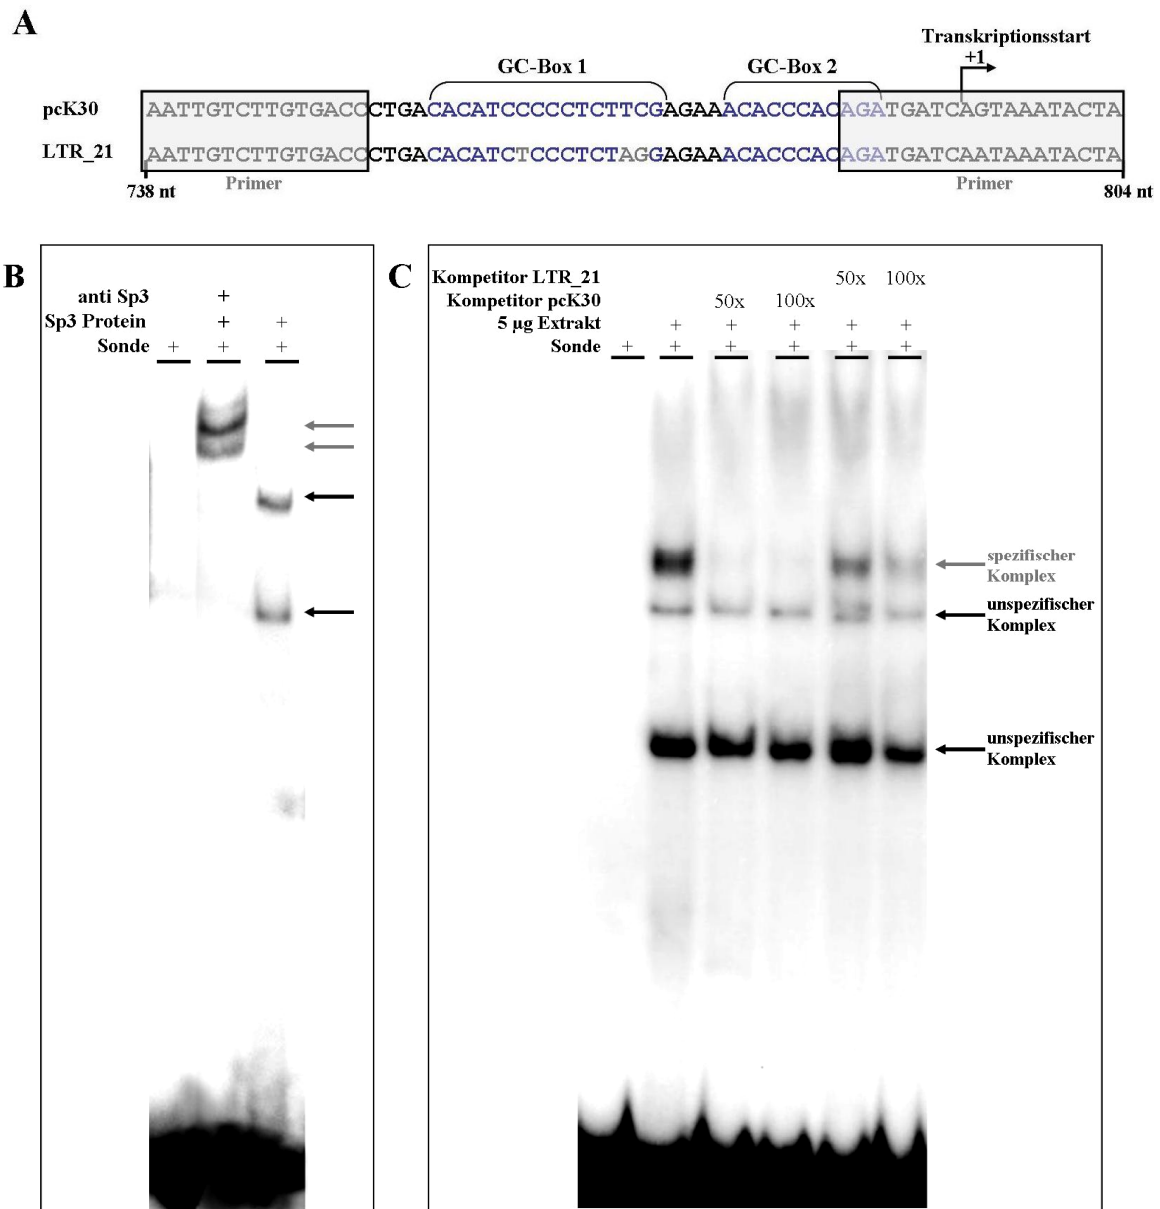 A
Transkriptionsstart
+1
GC-Box 1 GC-Box 2
pcK30 AATTGTCTTGTGACCCTGACACATCCCCCTCTTCGAGAAACACCCACAGATGATCAGTAAATACTA
LTR_21 AATTGTCTTGTGACCCTGACACATCTCCCTCTAGGAGAAACACCCACAGATGATCAATAAATACTA
738 nt Primer Primer 804 nt
B
anti Sp3 +
Sp3 Protein + +
Sonde + + +
C
Kompetitor LTR_21 50x 100x
Kompetitor pcK30 50x 100x
5 µg Extrakt + + + + +
Sonde + + + + + +
spezifischer
Komplex
unspezifischer
Komplex
unspezifischer
Komplex